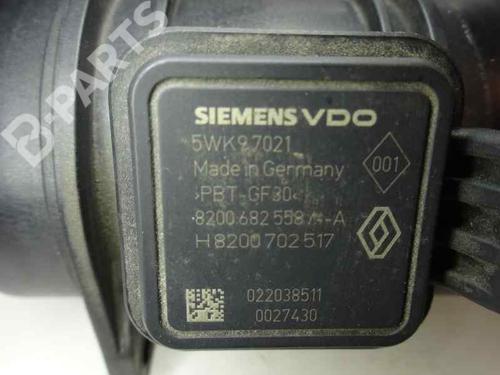 B-PARTS
SIEMENS VDO
5WK9 7021
Made in Germany
001
>PBT-GF30<
8200 682 558 / --A
H 8200 702 517
022038511
0027430